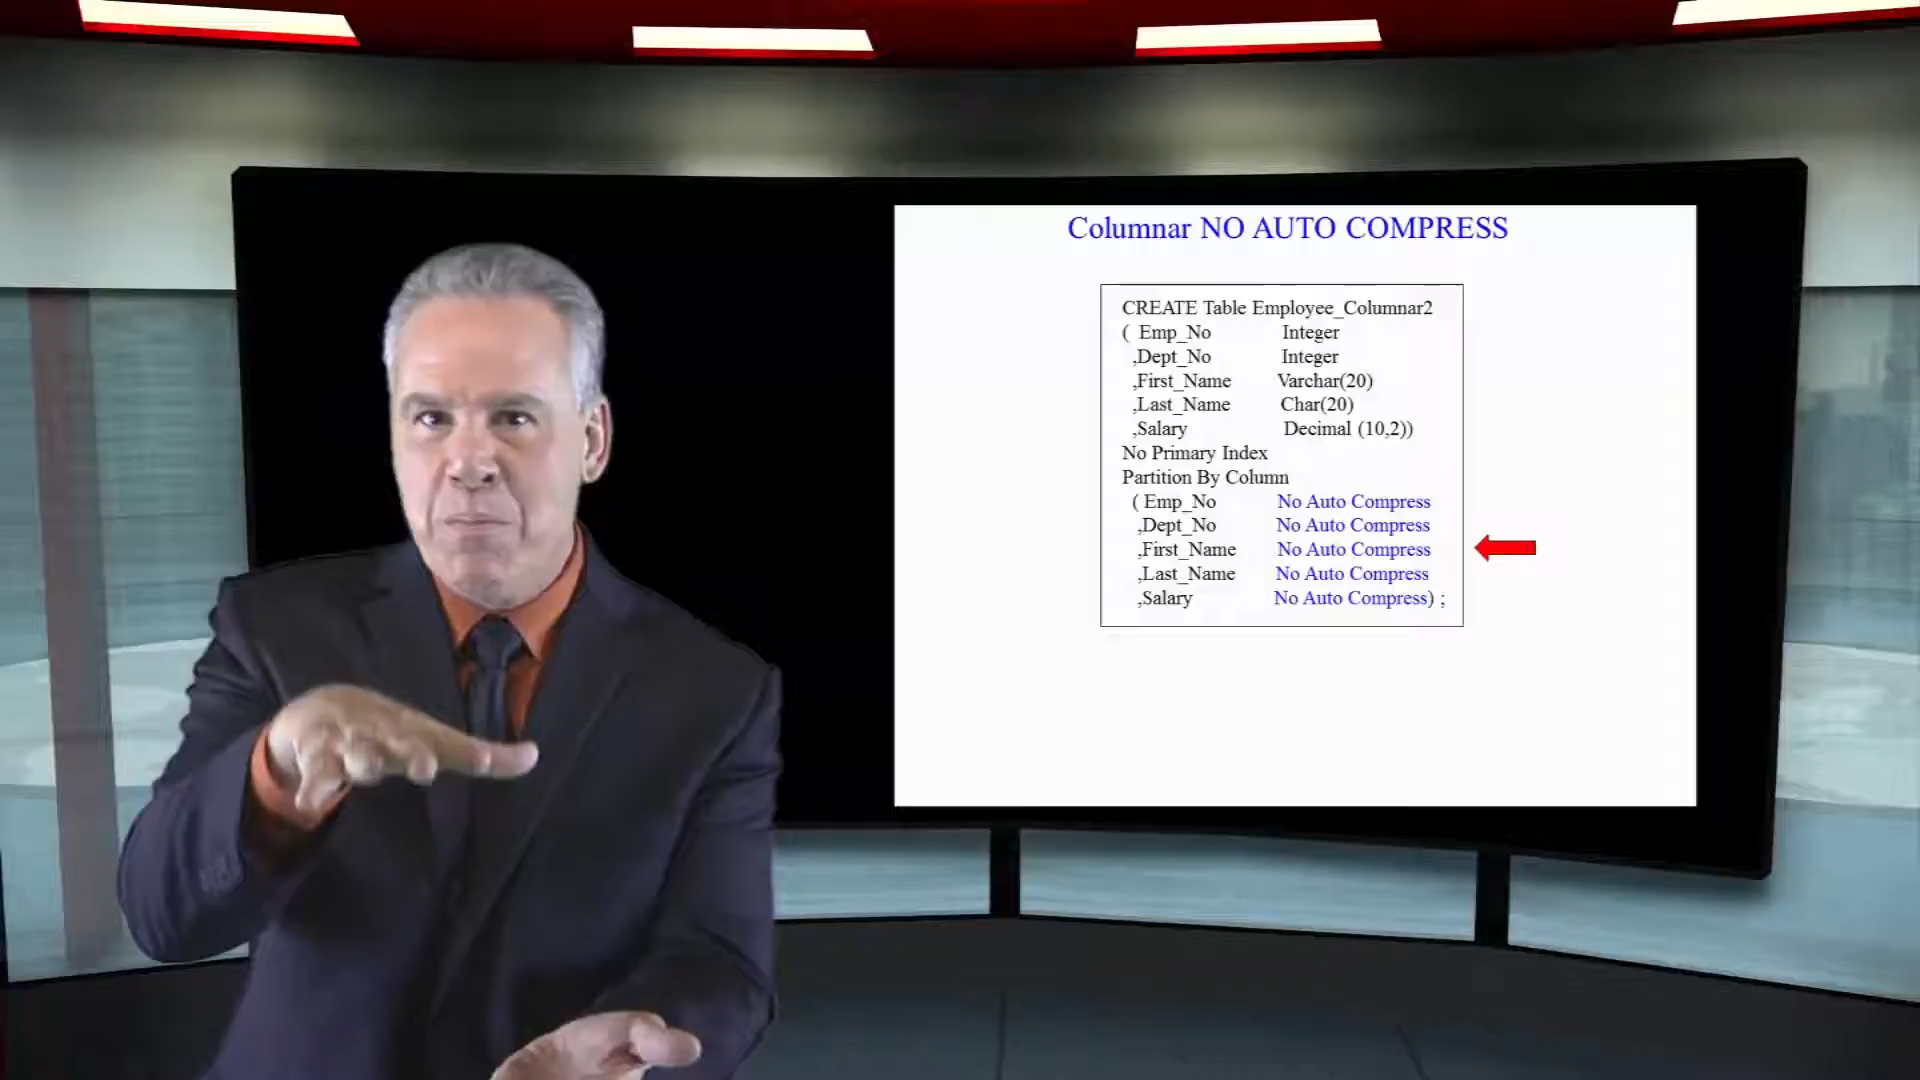 Columnar NO AUTO COMPRESS
CREATE Table Employee_Columnar2
( Emp_No Integer
,Dept_No Integer
,First_Name Varchar(20)
,Last_Name Char(20)
,Salary Decimal (10,2))
No Primary Index
Partition By Column
( Emp_No No Auto Compress
,Dept_No No Auto Compress
,First_Name No Auto Compress
,Last_Name No Auto Compress
,Salary No Auto Compress) ;